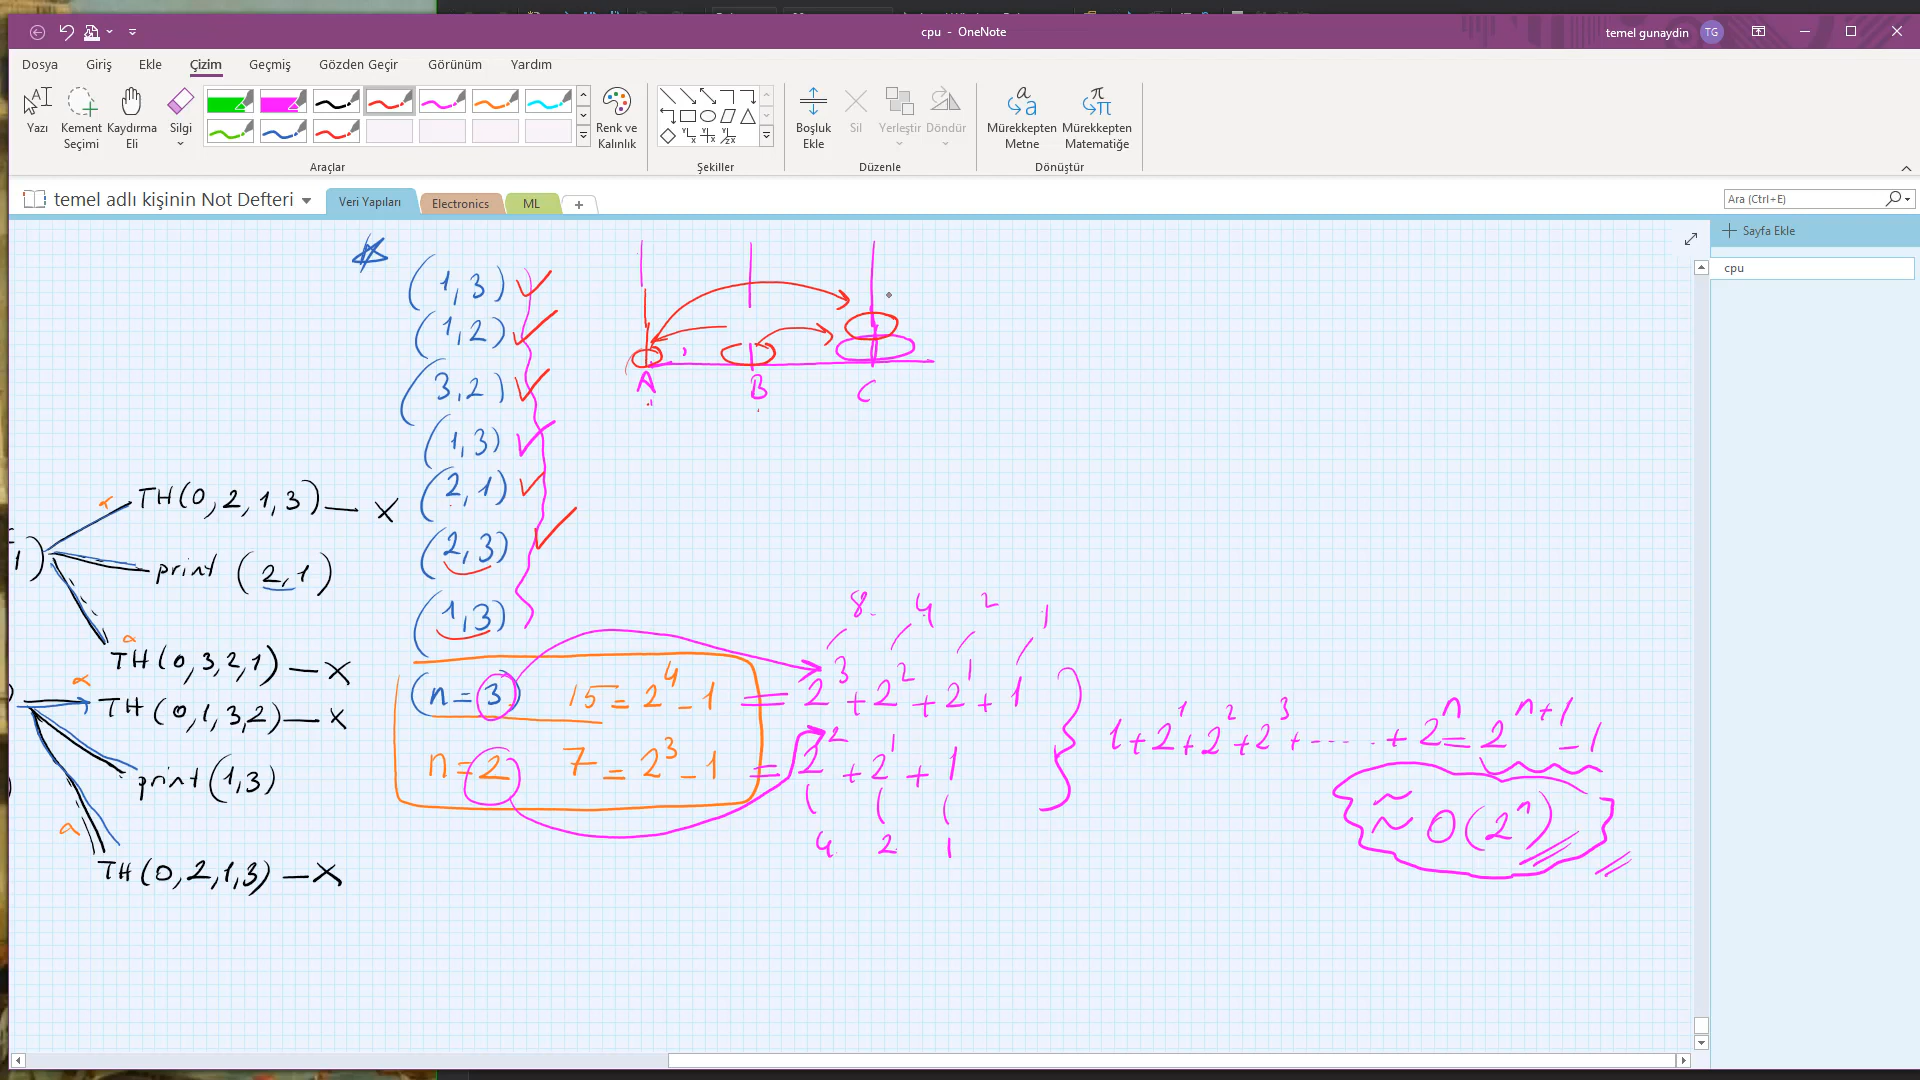 cpu - OneNote
temel gunaydin TG
Dosya Giriş Ekle Çizim Geçmiş Gözden Geçir Görünüm Yardım
Yazı Kement Seçimi Kaydırma Eli Silgi Renk ve Kalınlık Boşluk Ekle Sil Yerleştir Döndür Mürekkepten Metne Mürekkepten Matematiğe
Araçlar Şekiller Düzenle Dönüştür
temel adlı kişinin Not Defteri Veri Yapıları Electronics ML + Ara (Ctrl+E)
Sayfa Ekle
cpu
(1,3)
(1,2)
(3,2)
(1,3)
(2,1)
(2,3)
(1,3)
A B C
α TH(0,2,1,3) — X
1)
print (2,1)
α TH(0,3,2,1) — X
α TH(0,1,3,2) — X
print (1,3)
α TH(0,2,1,3) — X
8 4 2 1
(n=3) 15 = 2^4 - 1 = 2^3 + 2^2 + 2^1 + 1
n=2 7 = 2^3 - 1 = 2^2 + 2^1 + 1
4 2 1
1 + 2^1 + 2^2 + 2^3 + ..... + 2^n = 2^{n+1} - 1
≈ O(2^n)